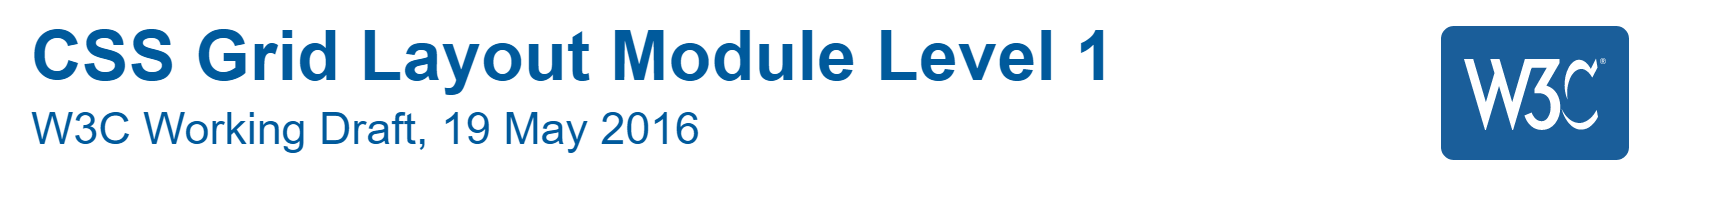 CSS Grid Layout Module Level 1
W3C Working Draft, 19 May 2016
W3C®